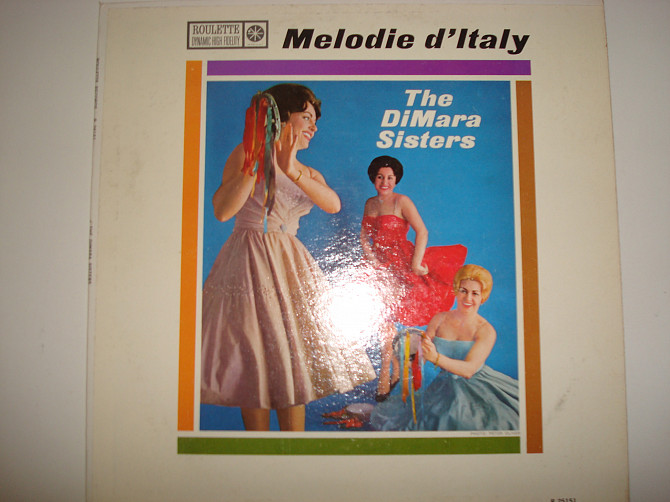 ROULETTE
DYNAMIC HIGH FIDELITY
Melodie d'Italy
The
DiMara
Sisters